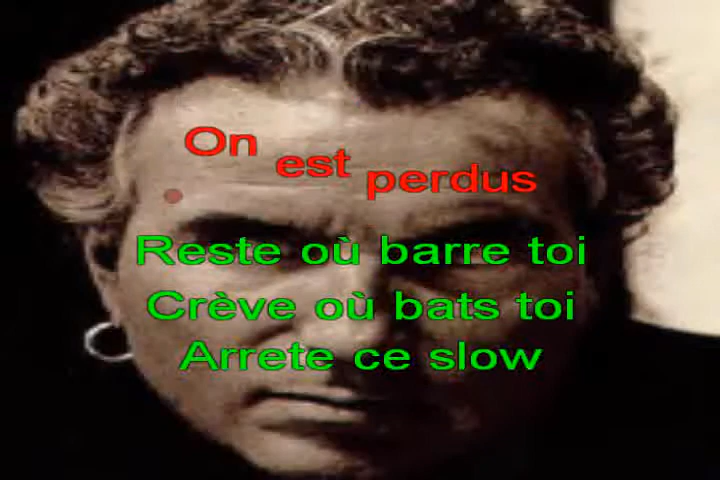 On est perdus
Reste où barre toi
Crève où bats toi
Arrete ce slow